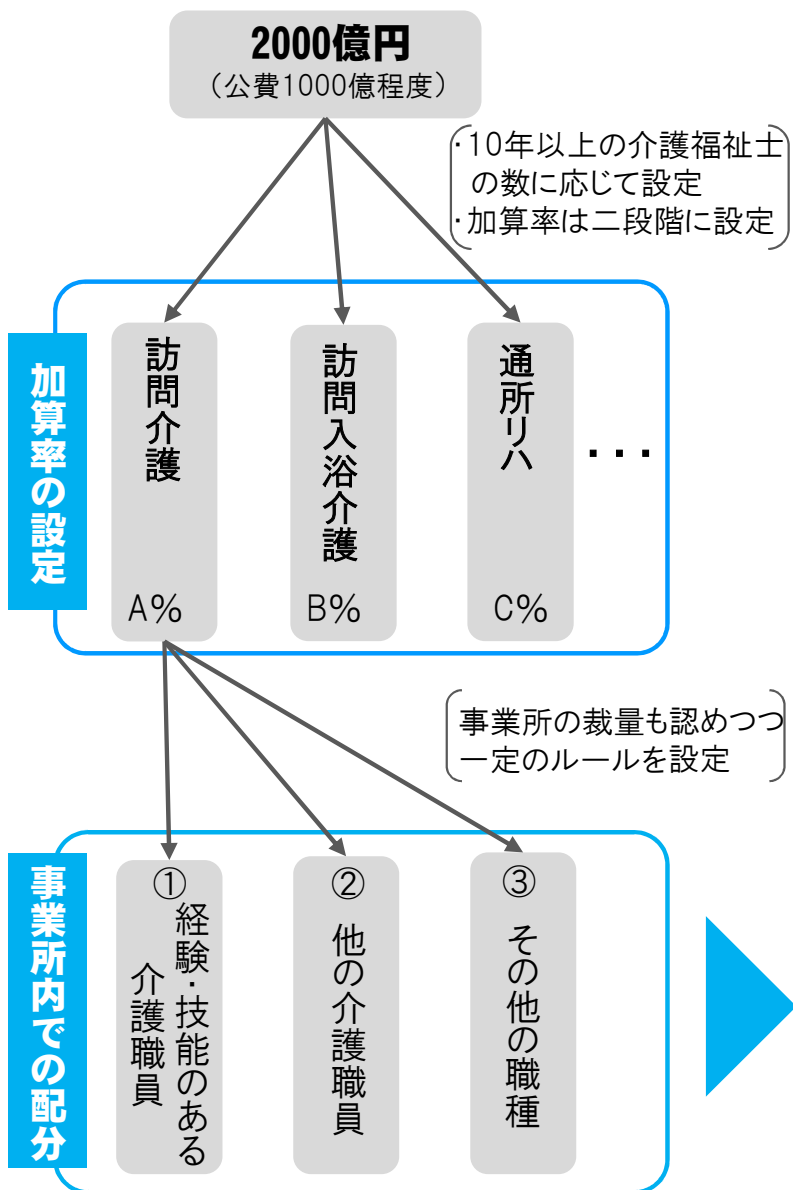 2000億円
（公費1000億程度）
・10年以上の介護福祉士
の数に応じて設定
・加算率は二段階に設定
加算率の設定
訪問介護
A%
訪問入浴介護
B%
通所リハ
C%
・・・
事業所の裁量も認めつつ
一定のルールを設定
事業所内での配分
①
経験・技能のある
介護職員
②
他の介護職員
③
その他の職種